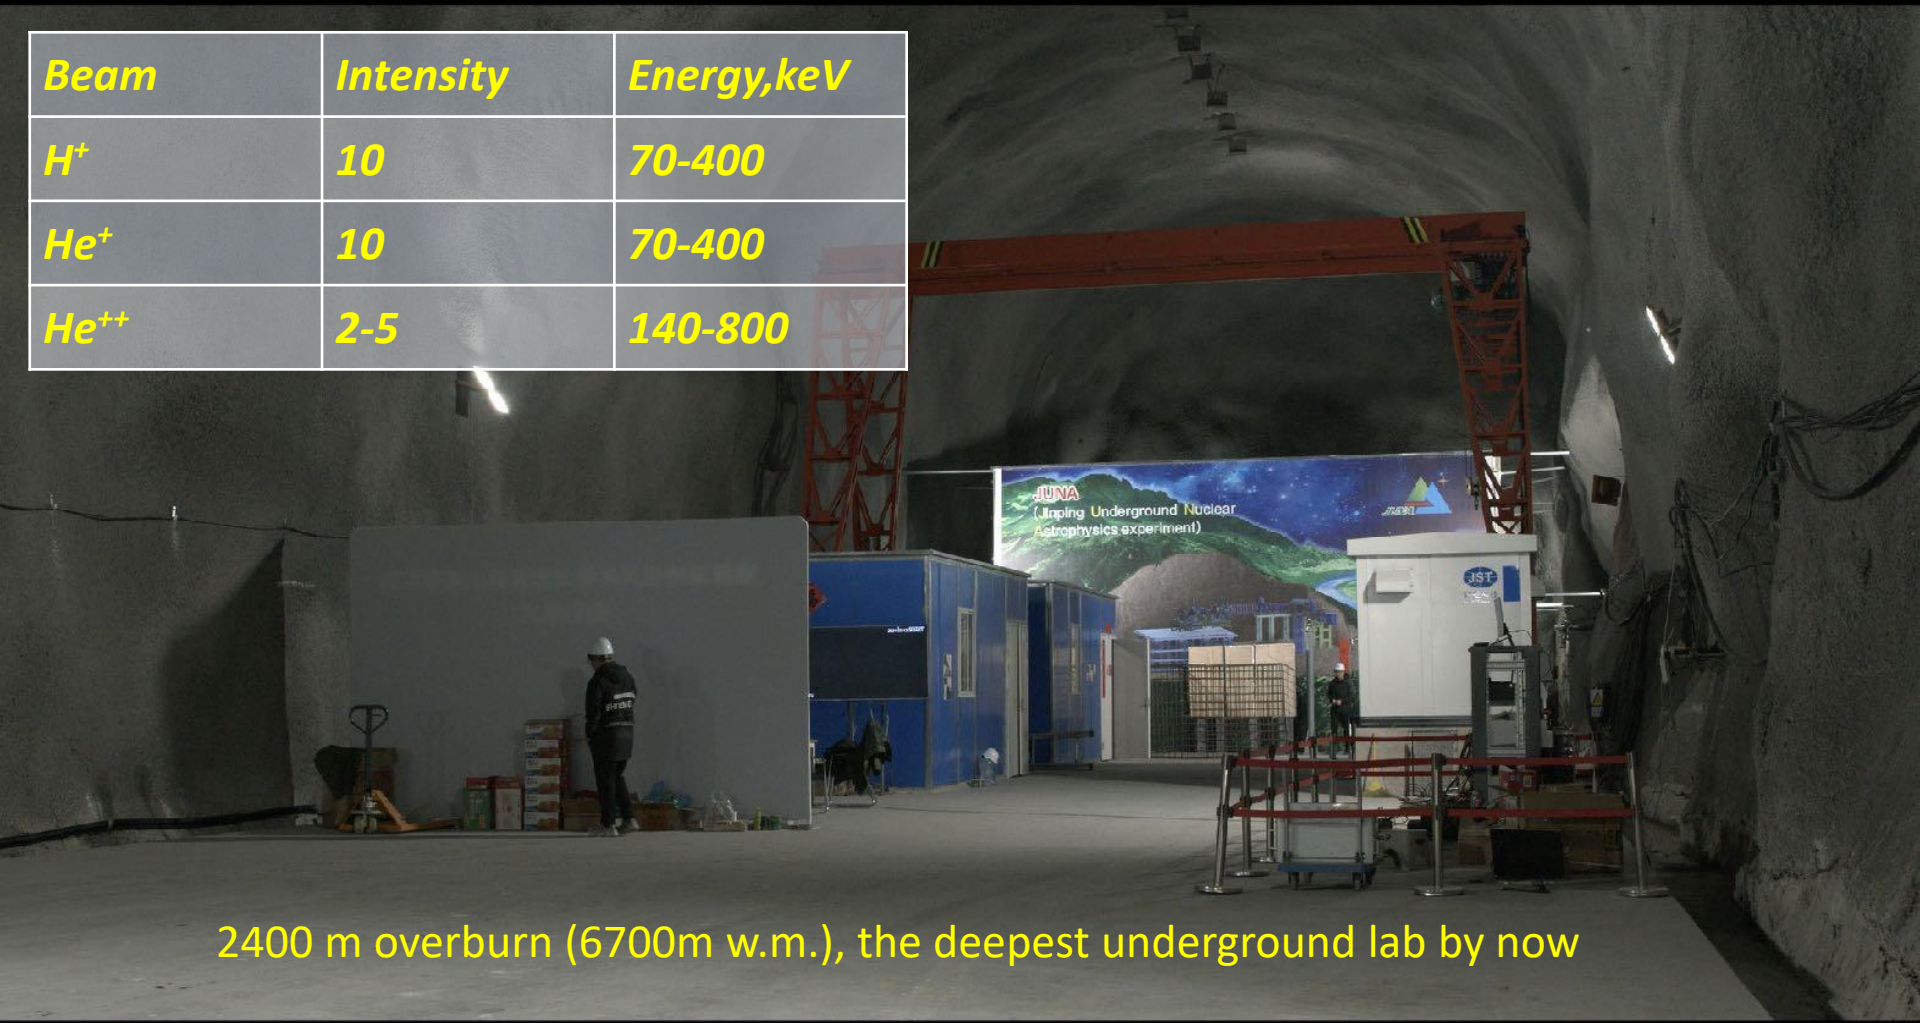 Beam Intensity Energy,keV
H+ 10 70-400
He+ 10 70-400
He++ 2-5 140-800
JUNA
(Jinping Underground Nuclear
Astrophysics experiment)
JUNA
JST
2400 m overburn (6700m w.m.), the deepest underground lab by now